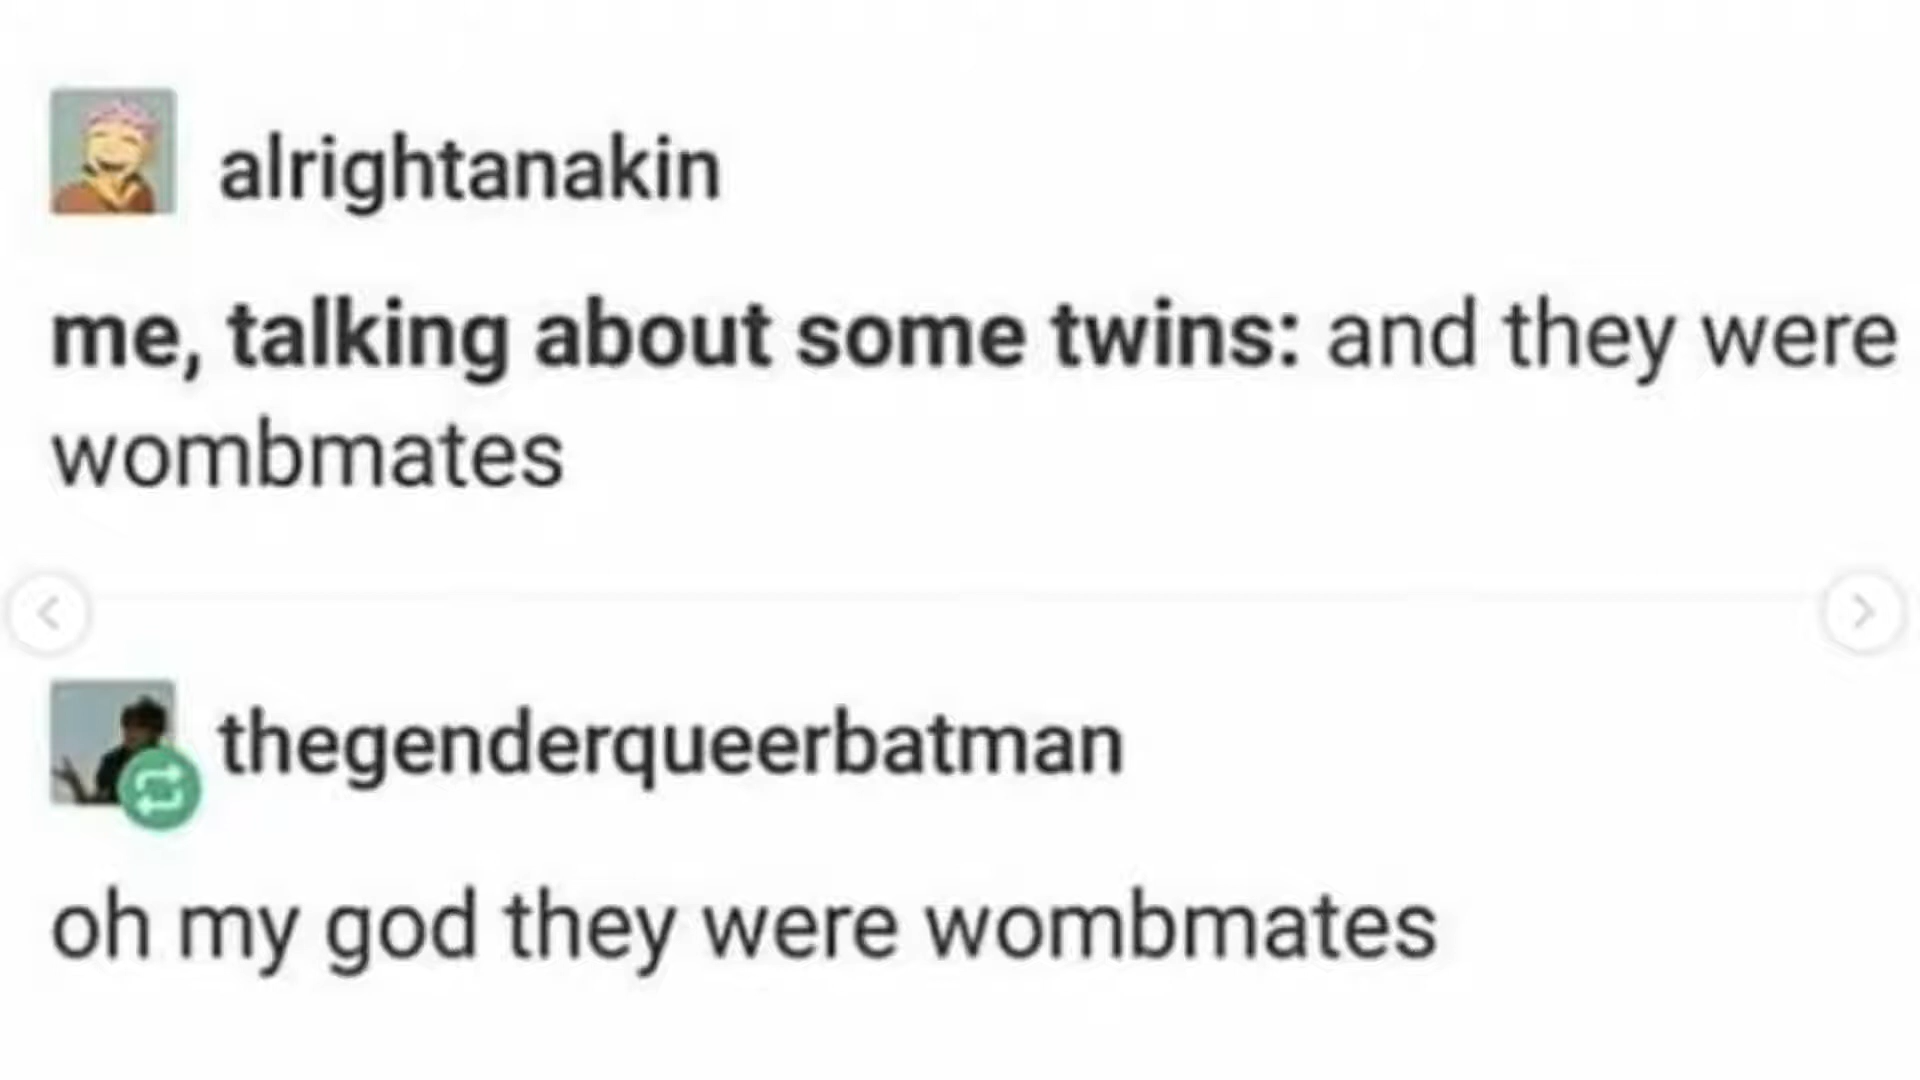 alrightanakin
me, talking about some twins: and they were
wombmates
thegenderqueerbatman
oh my god they were wombmates